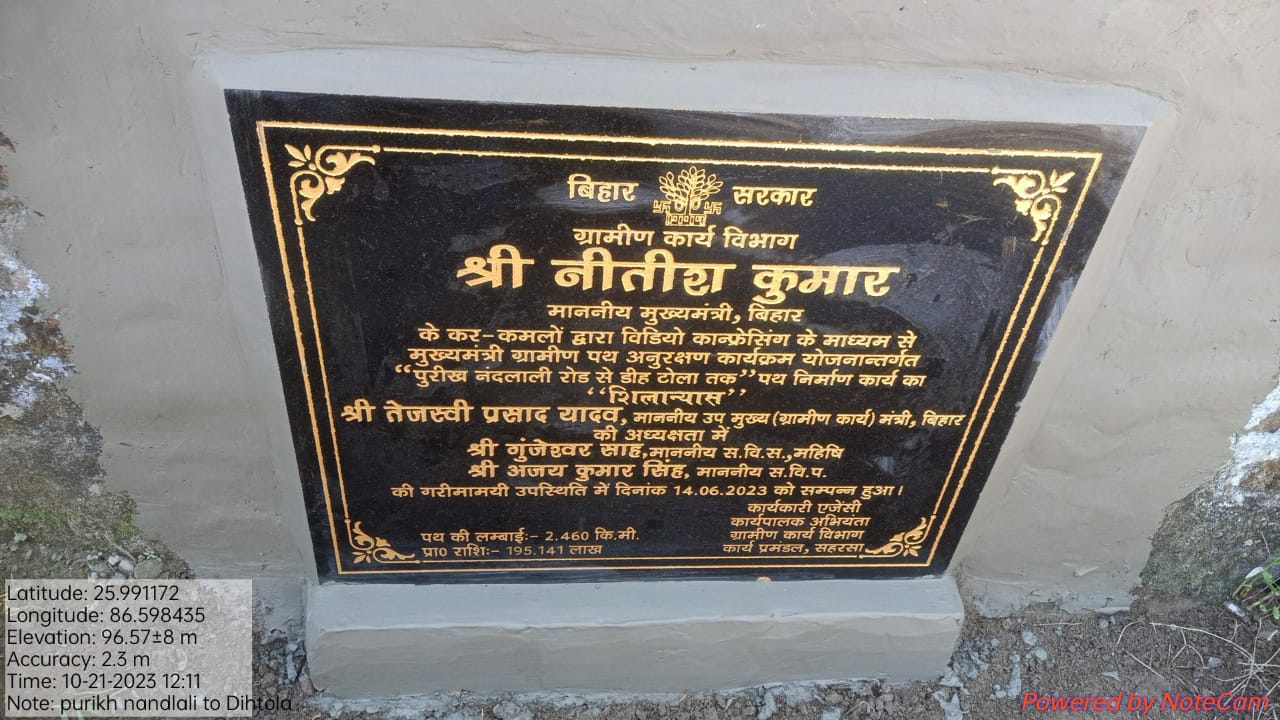 बिहार सरकार
ग्रामीण कार्य विभाग
श्री नीतीश कुमार
माननीय मुख्यमंत्री, बिहार
के कर-कमलों द्वारा विडियो कान्फ्रेसिंग के माध्यम से
मुख्यमंत्री ग्रामीण पथ अनुरक्षण कार्यक्रम योजनान्तर्गत
‘‘पुरीख नंदलाली रोड से डीह टोला तक’’ पथ निर्माण कार्य का
‘‘शिलान्यास’’
श्री तेजस्वी प्रसाद यादव, माननीय उप मुख्य (ग्रामीण कार्य) मंत्री, बिहार
की अध्यक्षता में
श्री गुंजेश्वर साह, माननीय स.वि.स., महिषि
श्री अजय कुमार सिंह, माननीय स.वि.प.
की गरीमामयी उपस्थिति में दिनांक 14.06.2023 को सम्पन्न हुआ।
कार्यकारी एजेंसी
कार्यपालक अभियंता
ग्रामीण कार्य विभाग
कार्य प्रमंडल, सहरसा
पथ की लम्बाई:- 2.460 कि.मी.
प्रा0 राशि:- 195.141 लाख
Latitude: 25.991172
Longitude: 86.598435
Elevation: 96.57±8 m
Accuracy: 2.3 m
Time: 10-21-2023 12:11
Note: purikh nandlali to Dihtola
Powered by NoteCam